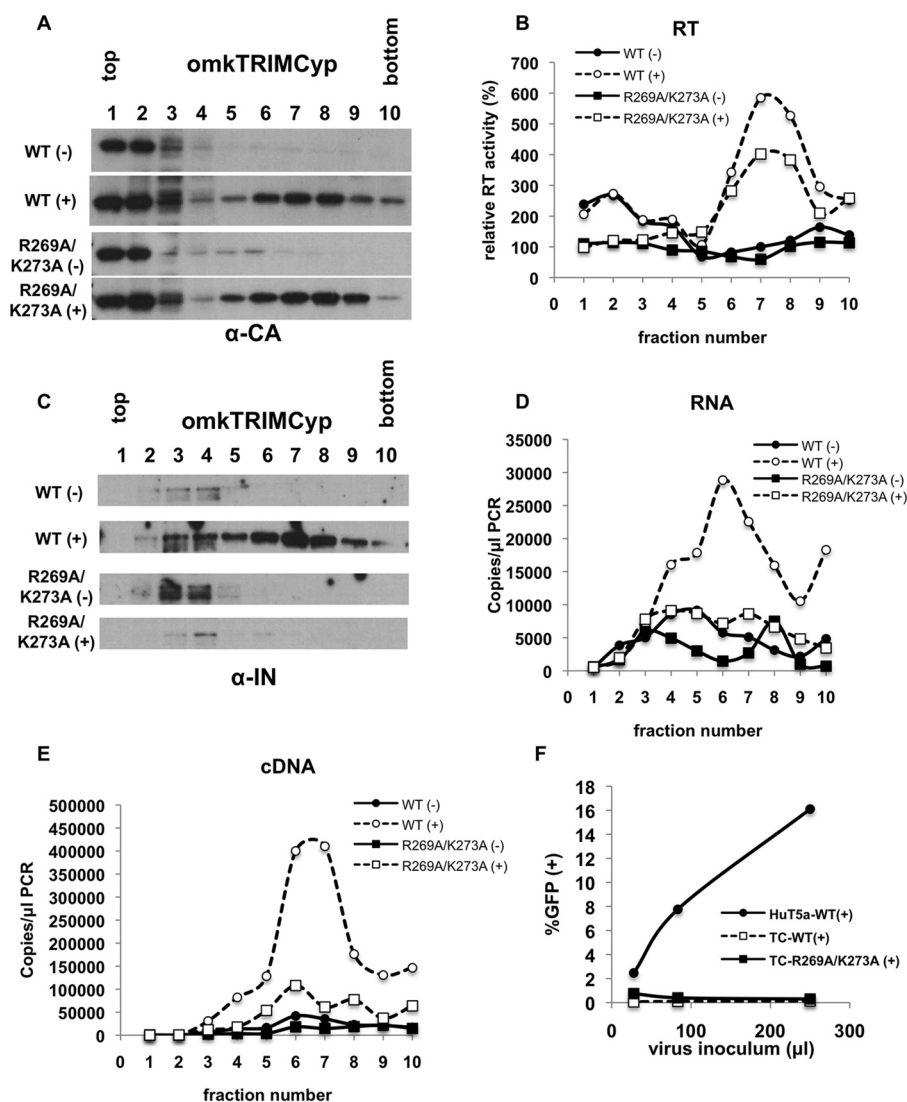 A
top
omkTRIMCyp
bottom
1 2 3 4 5 6 7 8 9 10
WT (-)
WT (+)
R269A/
K273A (-)
R269A/
K273A (+)
α-CA
B
RT
WT (-)
WT (+)
R269A/K273A (-)
R269A/K273A (+)
relative RT activity (%)
700
600
500
400
300
200
100
0
0 1 2 3 4 5 6 7 8 9 10
fraction number
C
top
omkTRIMCyp
bottom
1 2 3 4 5 6 7 8 9 10
WT (-)
WT (+)
R269A/
K273A (-)
R269A/
K273A (+)
α-IN
D
RNA
WT (-)
WT (+)
R269A/K273A (-)
R269A/K273A (+)
Copies/µl PCR
35000
30000
25000
20000
15000
10000
5000
0
0 1 2 3 4 5 6 7 8 9 10
fraction number
E
cDNA
WT (-)
WT (+)
R269A/K273A (-)
R269A/K273A (+)
Copies/µl PCR
500000
450000
400000
350000
300000
250000
200000
150000
100000
50000
0
0 1 2 3 4 5 6 7 8 9 10
fraction number
F
%GFP (+)
18
16
14
12
10
8
6
4
2
0
HuT5a-WT(+)
TC-WT(+)
TC-R269A/K273A (+)
0 100 200 300
virus inoculum (µl)